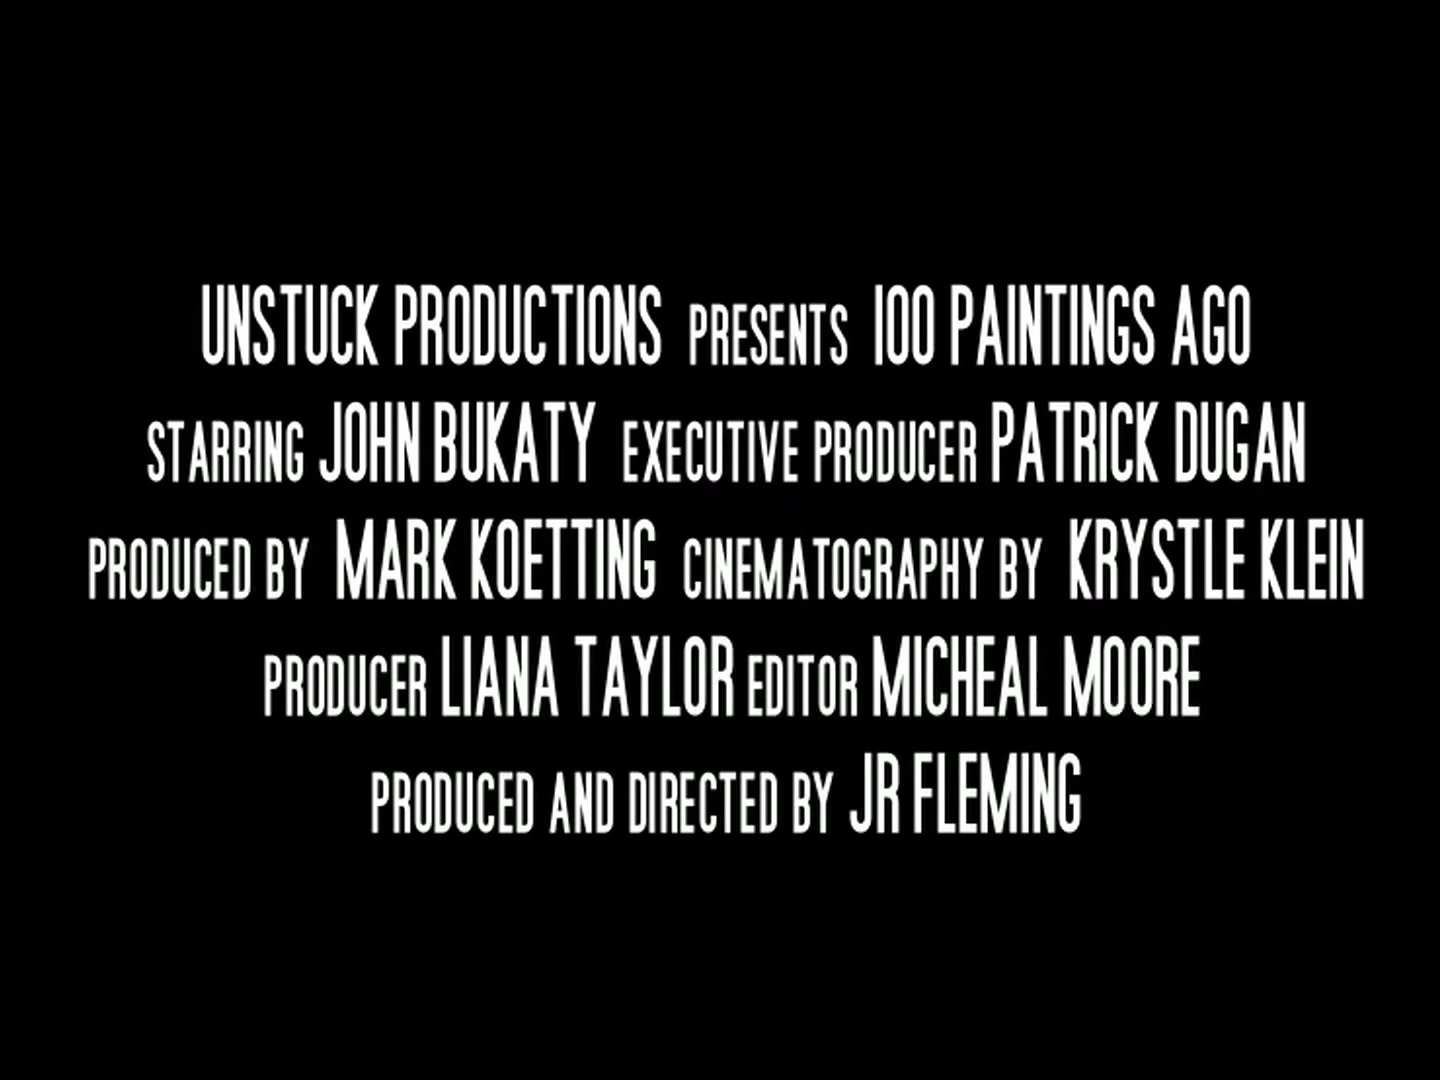 UNSTUCK PRODUCTIONS PRESENTS 100 PAINTINGS AGO
STARRING JOHN BUKATY EXECUTIVE PRODUCER PATRICK DUGAN
PRODUCED BY MARK KOETTING CINEMATOGRAPHY BY KRYSTLE KLEIN
PRODUCER LIANA TAYLOR EDITOR MICHEAL MOORE
PRODUCED AND DIRECTED BY JR FLEMING